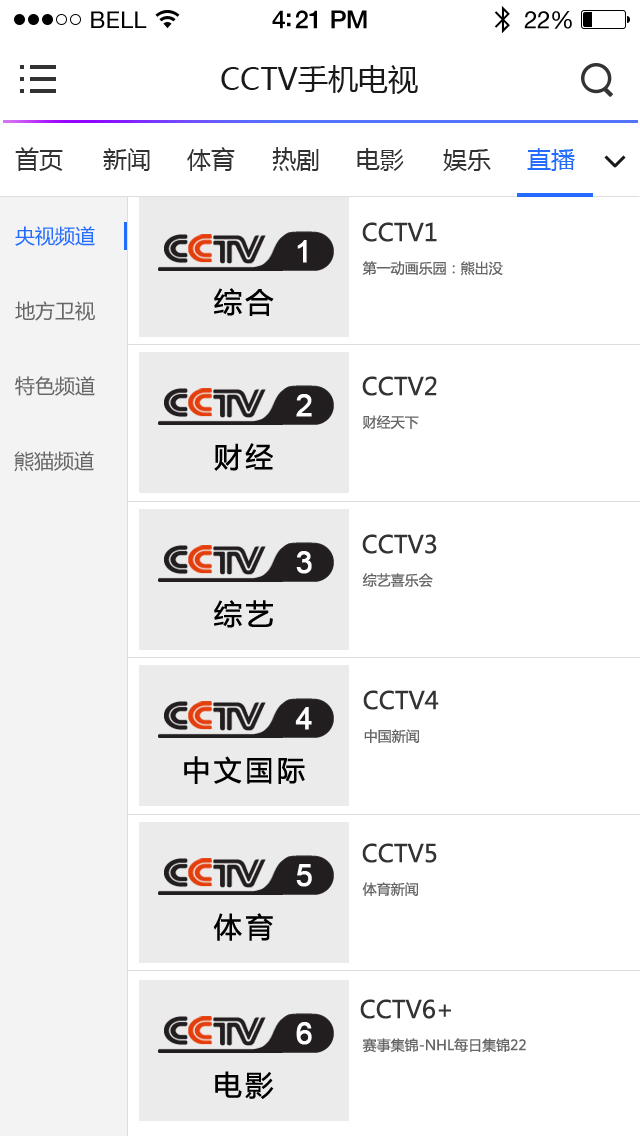 BELL 4:21 PM 22%
CCTV手机电视
首页 新闻 体育 热剧 电影 娱乐 直播
央视频道
地方卫视
特色频道
熊猫频道
CCTV 1
综合
CCTV1
第一动画乐园：熊出没
CCTV 2
财经
CCTV2
财经天下
CCTV 3
综艺
CCTV3
综艺喜乐会
CCTV 4
中文国际
CCTV4
中国新闻
CCTV 5
体育
CCTV5
体育新闻
CCTV 6
电影
CCTV6+
赛事集锦-NHL每日集锦22